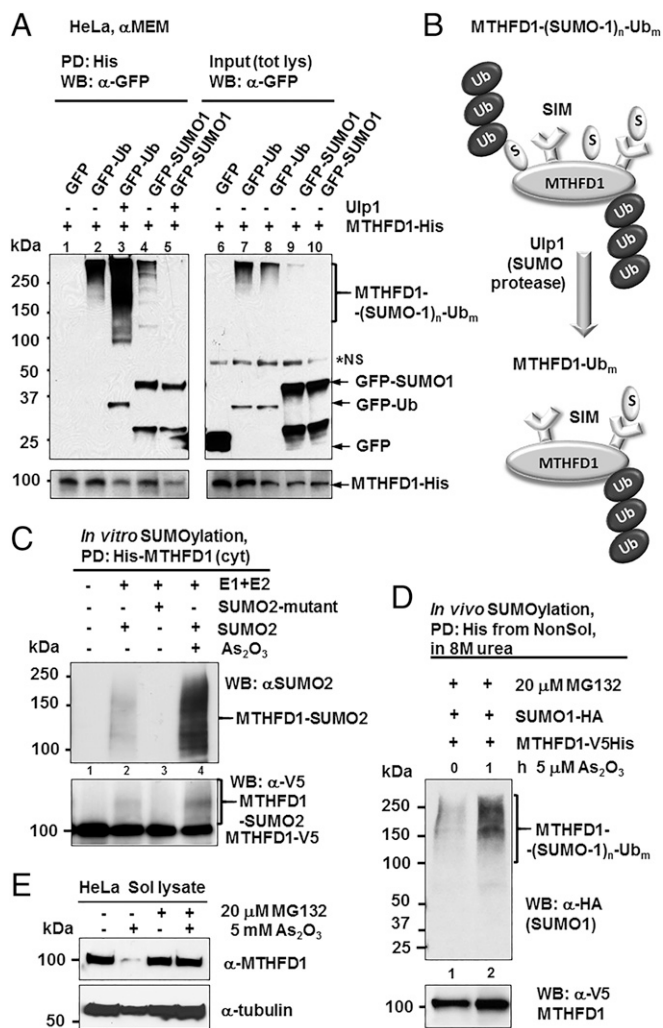 A
HeLa, αMEM
PD: His
WB: α-GFP
Input (tot lys)
WB: α-GFP
GFP
GFP-Ub
GFP-Ub
GFP-SUMO1
GFP-SUMO1
GFP
GFP-Ub
GFP-Ub
GFP-SUMO1
GFP-SUMO1
- - + - + - - + - + Ulp1
+ + + + + + + + + + MTHFD1-His
kDa 1 2 3 4 5 6 7 8 9 10
250
150
100
50
37
25
100
MTHFD1-
-(SUMO-1)n-Ubm
*NS
GFP-SUMO1
GFP-Ub
GFP
MTHFD1-His
B
MTHFD1-(SUMO-1)n-Ubm
Ub
Ub
Ub
SIM
S
S
S
MTHFD1
Ub
Ub
Ub
Ulp1
(SUMO
protease)
MTHFD1-Ubm
S
SIM
MTHFD1
Ub
Ub
Ub
C
In vitro SUMOylation,
PD: His-MTHFD1 (cyt)
- + + + E1+E2
- - + - SUMO2-mutant
- + - + SUMO2
- - - + As2O3
kDa
250
150
100
WB: αSUMO2
MTHFD1-SUMO2
1 2 3 4
WB: α-V5
MTHFD1
-SUMO2
100
MTHFD1-V5
D
In vivo SUMOylation,
PD: His from NonSol,
in 8M urea
+ + 20 μM MG132
+ + SUMO1-HA
+ + MTHFD1-V5His
0 1 h 5 μM As2O3
kDa
250
150
100
50
37
25
MTHFD1-
-(SUMO-1)n-Ubm
WB: α-HA
(SUMO1)
1 2
100
WB: α-V5
MTHFD1
E
HeLa Sol lysate
- - + + 20 μM MG132
- + - + 5 mM As2O3
kDa
100
α-MTHFD1
50
α-tubulin